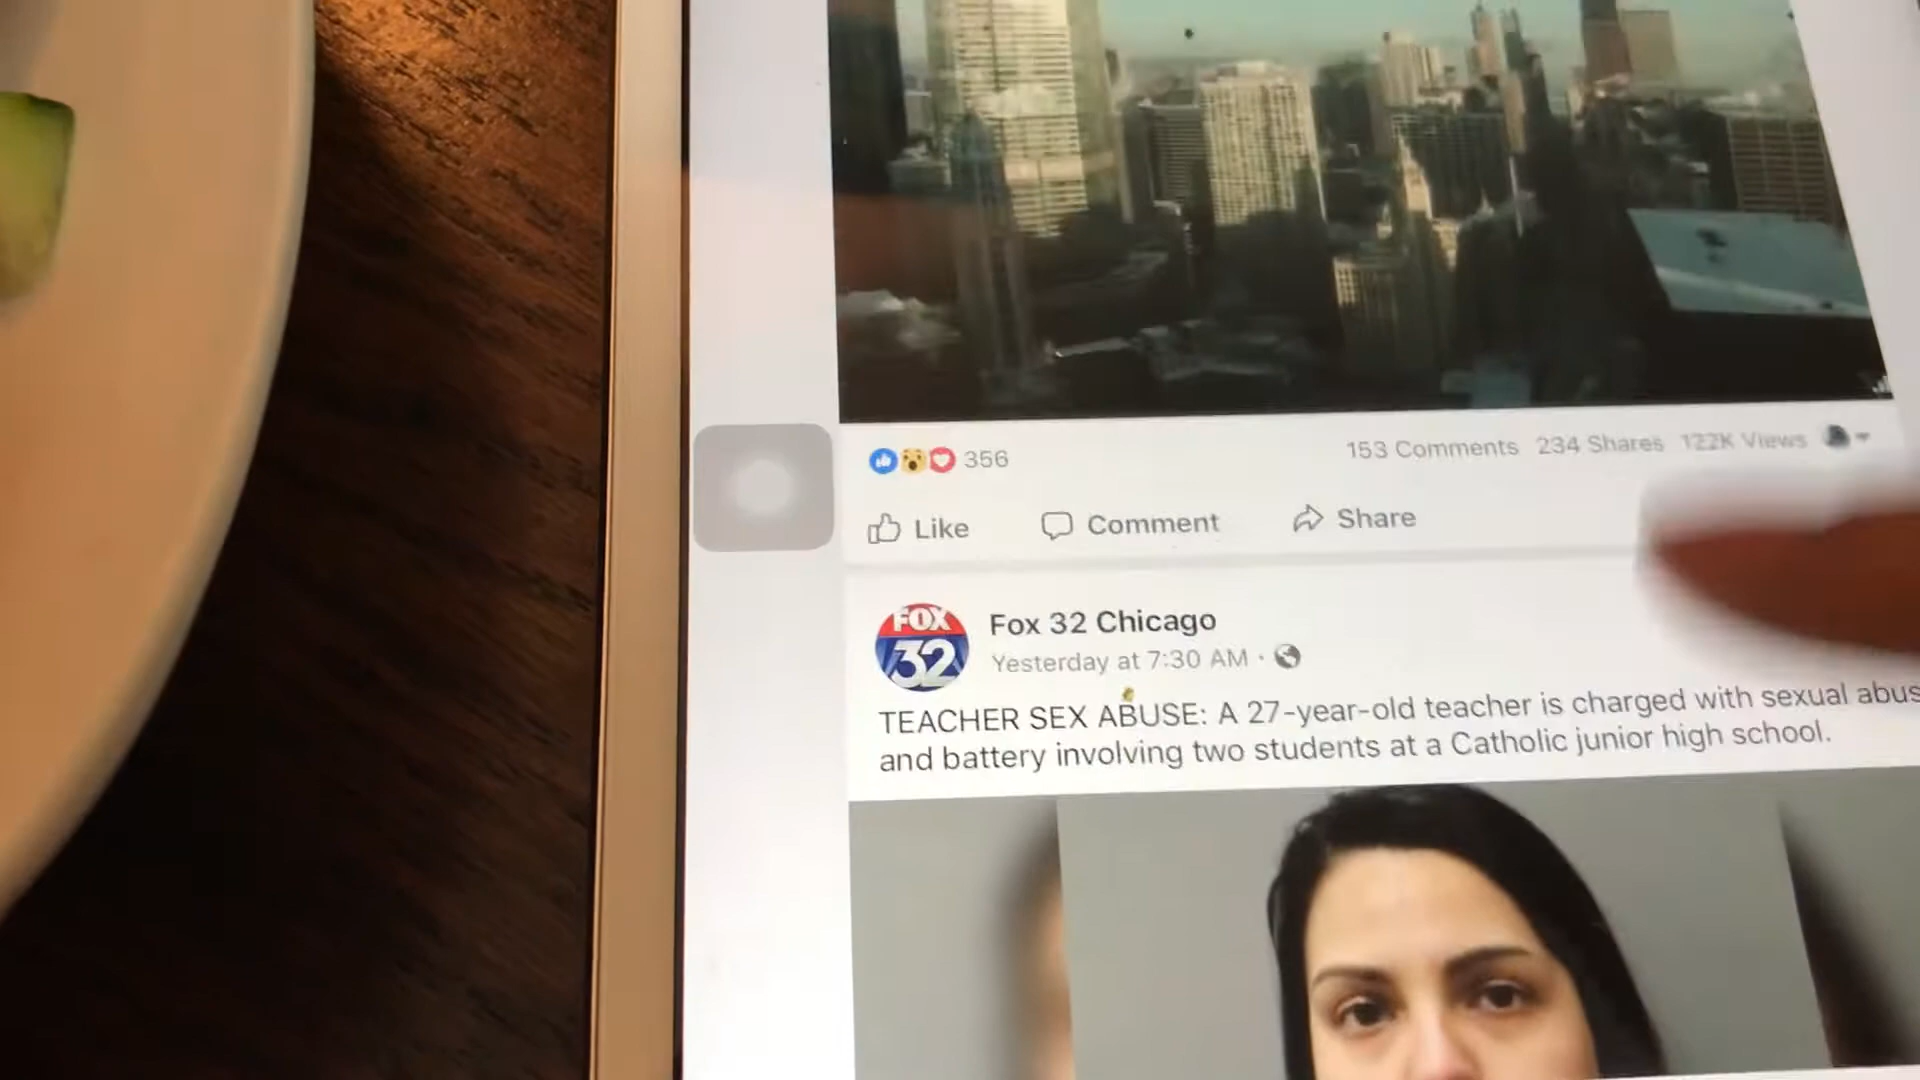 356
153 Comments 234 Shares 122K Views
Like Comment Share
FOX
32
Fox 32 Chicago
Yesterday at 7:30 AM ·
TEACHER SEX ABUSE: A 27-year-old teacher is charged with sexual abus
and battery involving two students at a Catholic junior high school.